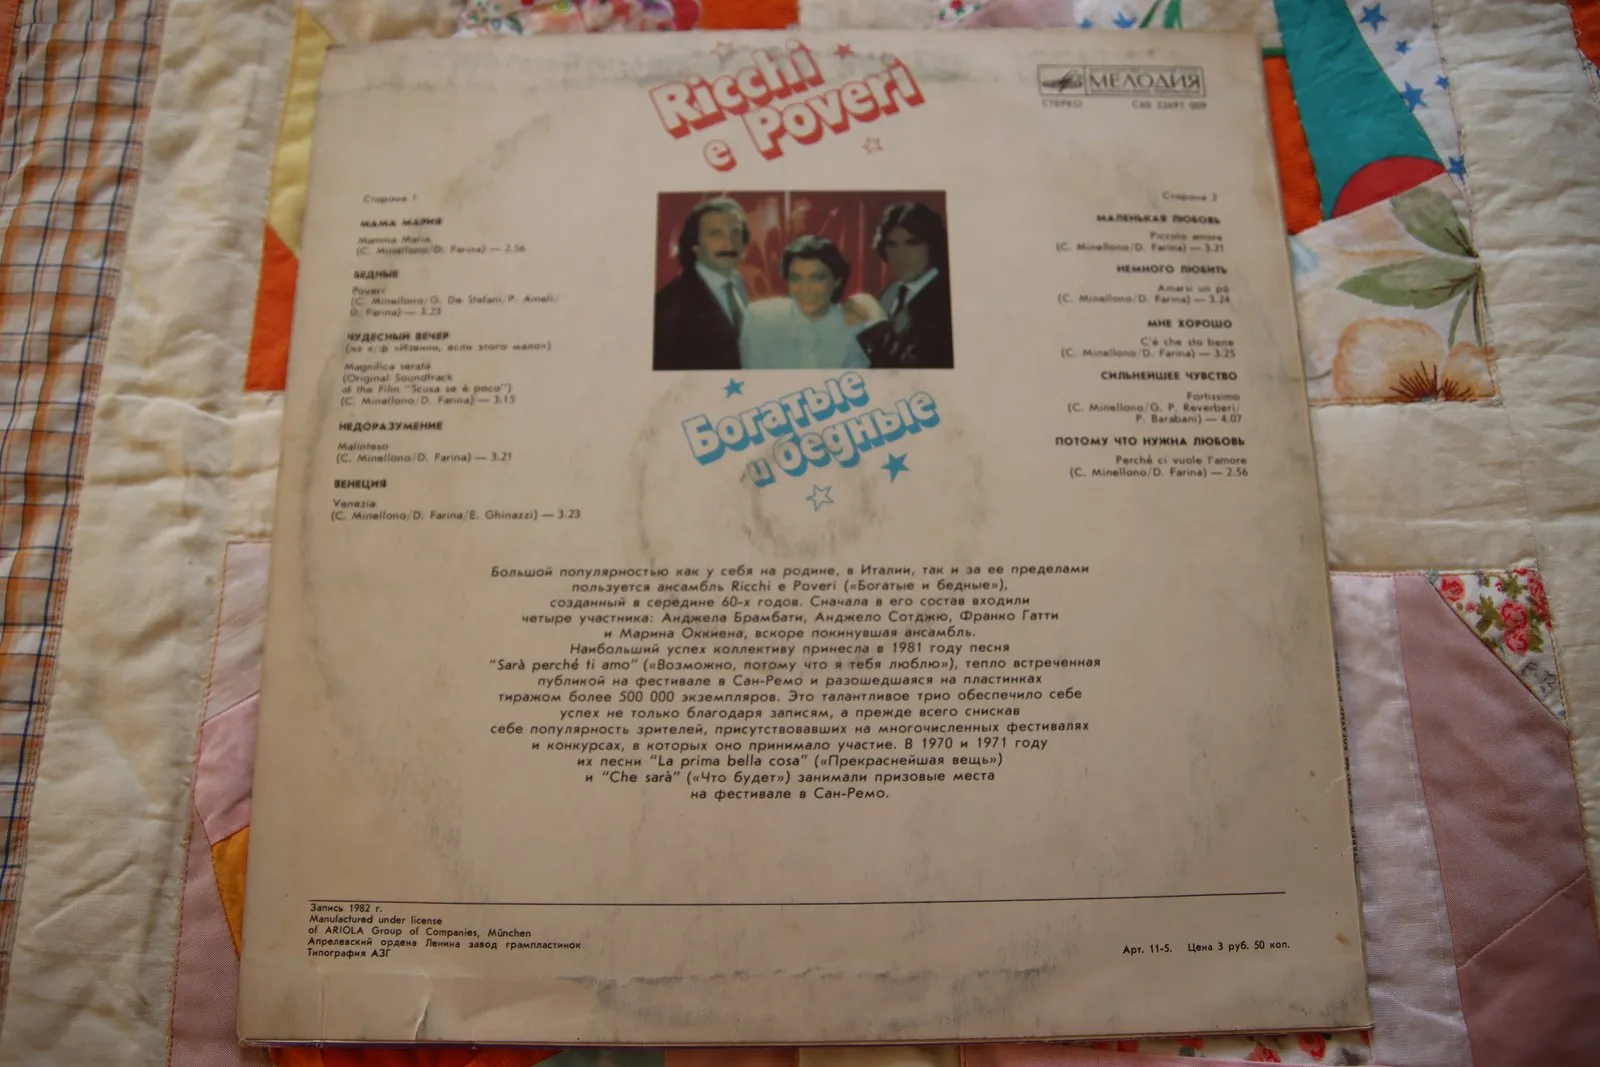 Ricchi
e Poveri
МЕЛОДИЯ
СТЕРЕО
Сторона 1
МАМА МАРИЯ
Mamma Maria
(C. Minellono/D. Farina) — 2.56
БЕДНЫЕ
Poveri
(C. Minellono/G. De Stefani/P. Ameli/
D. Farina) — 3.23
ЧУДЕСНЫЙ ВЕЧЕР
(из к/ф «Извини, если этого мало»)
Magnifica serata
(Original Soundtrack
of the Film "Scusa se è poco")
(C. Minellono/D. Farina) — 3.15
НЕДОРАЗУМЕНИЕ
Malinteso
(C. Minellono/D. Farina) — 3.21
ВЕНЕЦИЯ
Venezia
(C. Minellono/D. Farina/E. Ghinazzi) — 3.23
Сторона 2
МАЛЕНЬКАЯ ЛЮБОВЬ
Piccolo amore
(C. Minellono/D. Farina) — 3.21
НЕМНОГО ЛЮБИТЬ
Amarsi un pò
(C. Minellono/D. Farina) — 3.24
МНЕ ХОРОШО
C'è che sto bene
(C. Minellono/D. Farina) — 3.25
СИЛЬНЕЙШЕЕ ЧУВСТВО
Fortissimo
(C. Minellono/G. P. Reverberi/
P. Barabani) — 4.07
ПОТОМУ ЧТО НУЖНА ЛЮБОВЬ
Perché ci vuole l'amore
(C. Minellono/D. Farina) — 2.56
Богатые
и бедные
Большой популярностью как у себя на родине, в Италии, так и за ее пределами
пользуется ансамбль Ricchi e Poveri («Богатые и бедные»),
созданный в середине 60-х годов. Сначала в его состав входили
четыре участника: Анджела Брамбати, Анджело Сотджю, Франко Гатти
и Марина Оккиена, вскоре покинувшая ансамбль.
Наибольший успех коллективу принесла в 1981 году песня
"Sarà perché ti amo" («Возможно, потому что я тебя люблю»), тепло встреченная
публикой на фестивале в Сан-Ремо и разошедшаяся на пластинках
тиражом более 500 000 экземпляров. Это талантливое трио обеспечило себе
успех не только благодаря записям, а прежде всего снискав
себе популярность зрителей, присутствовавших на многочисленных фестивалях
и конкурсах, в которых оно принимало участие. В 1970 и 1971 году
их песни "La prima bella cosa" («Прекраснейшая вещь»)
и "Che sarà" («Что будет») занимали призовые места
на фестивале в Сан-Ремо.
Запись 1982 г.
Manufactured under license
of ARIOLA Group of Companies, München
Апрелевский ордена Ленина завод грампластинок
Типография АЗГ
Арт. 11-5. Цена 3 руб. 50 коп.